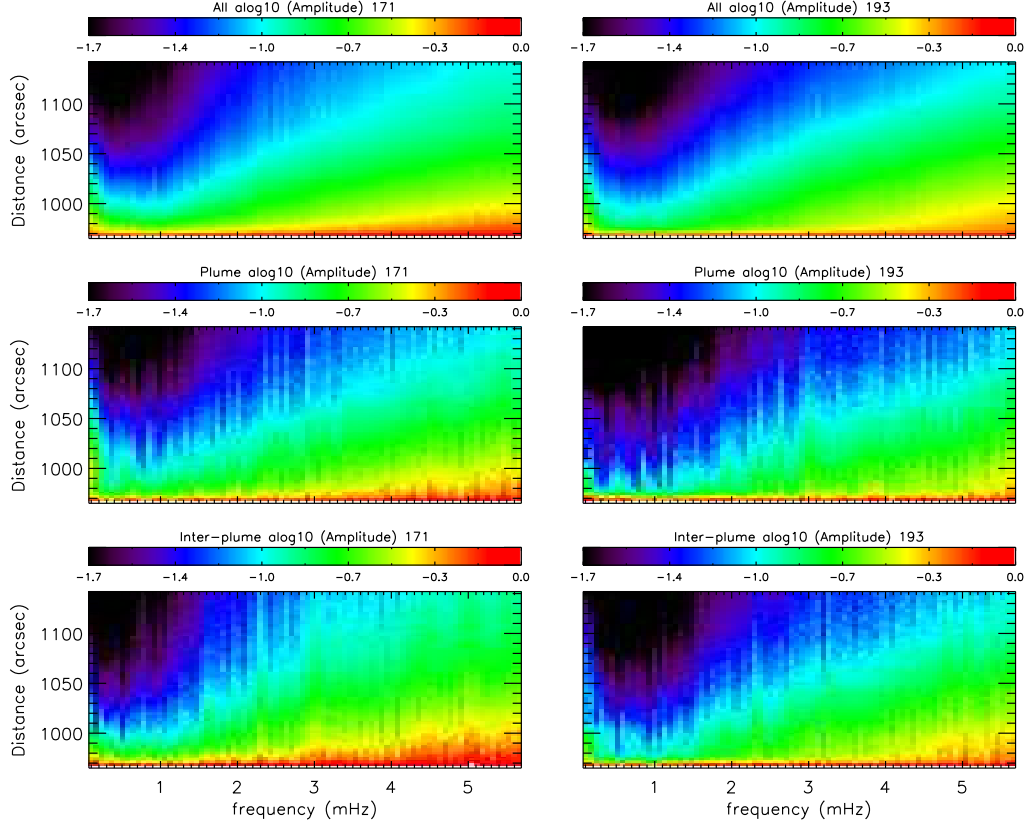 All alog10 (Amplitude) 171
−1.7 −1.4 −1.0 −0.7 −0.3 0.0
Distance (arcsec)
1100
1050
1000
All alog10 (Amplitude) 193
−1.7 −1.4 −1.0 −0.7 −0.3 0.0
Plume alog10 (Amplitude) 171
−1.7 −1.4 −1.0 −0.7 −0.3 0.0
Distance (arcsec)
1100
1050
1000
Plume alog10 (Amplitude) 193
−1.7 −1.4 −1.0 −0.7 −0.3 0.0
Inter−plume alog10 (Amplitude) 171
−1.7 −1.4 −1.0 −0.7 −0.3 0.0
Distance (arcsec)
1100
1050
1000
1 2 3 4 5
frequency (mHz)
Inter−plume alog10 (Amplitude) 193
−1.7 −1.4 −1.0 −0.7 −0.3 0.0
1 2 3 4 5
frequency (mHz)